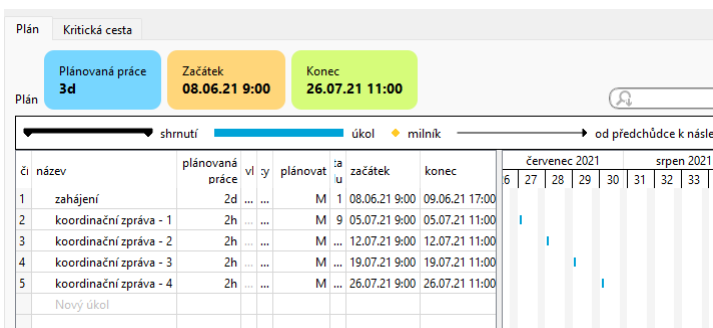 Plán Kritická cesta
Plánovaná práce Začátek Konec
Plán 3d 08.06.21 9:00 26.07.21 11:00
shrnutí úkol milník od předchůdce k násle
čí název plánovaná práce vl :y plánovat :a lu začátek konec červenec 2021 srpen 2021
:6 27 28 29 30 31 32 33
1 zahájení 2d ... ... M 1 08.06.21 9:00 09.06.21 17:00
2 koordinační zpráva - 1 2h ... ... M 9 05.07.21 9:00 05.07.21 11:00
3 koordinační zpráva - 2 2h ... ... M ... 12.07.21 9:00 12.07.21 11:00
4 koordinační zpráva - 3 2h ... ... M ... 19.07.21 9:00 19.07.21 11:00
5 koordinační zpráva - 4 2h ... ... M ... 26.07.21 9:00 26.07.21 11:00
Nový úkol